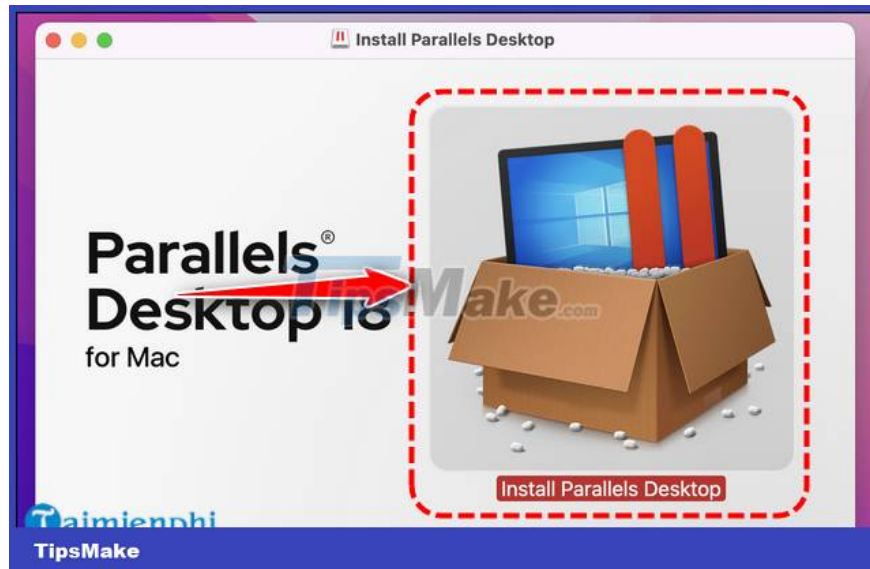 Install Parallels Desktop
Parallels®
Desktop 18
for Mac
TipsMake.com
Install Parallels Desktop
Taimienphi
TipsMake